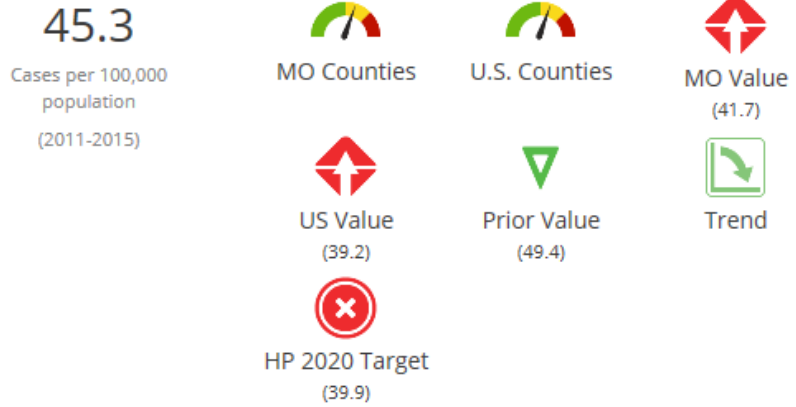 45.3
Cases per 100,000
population
(2011-2015)
MO Counties
U.S. Counties
MO Value
(41.7)
US Value
(39.2)
Prior Value
(49.4)
Trend
HP 2020 Target
(39.9)